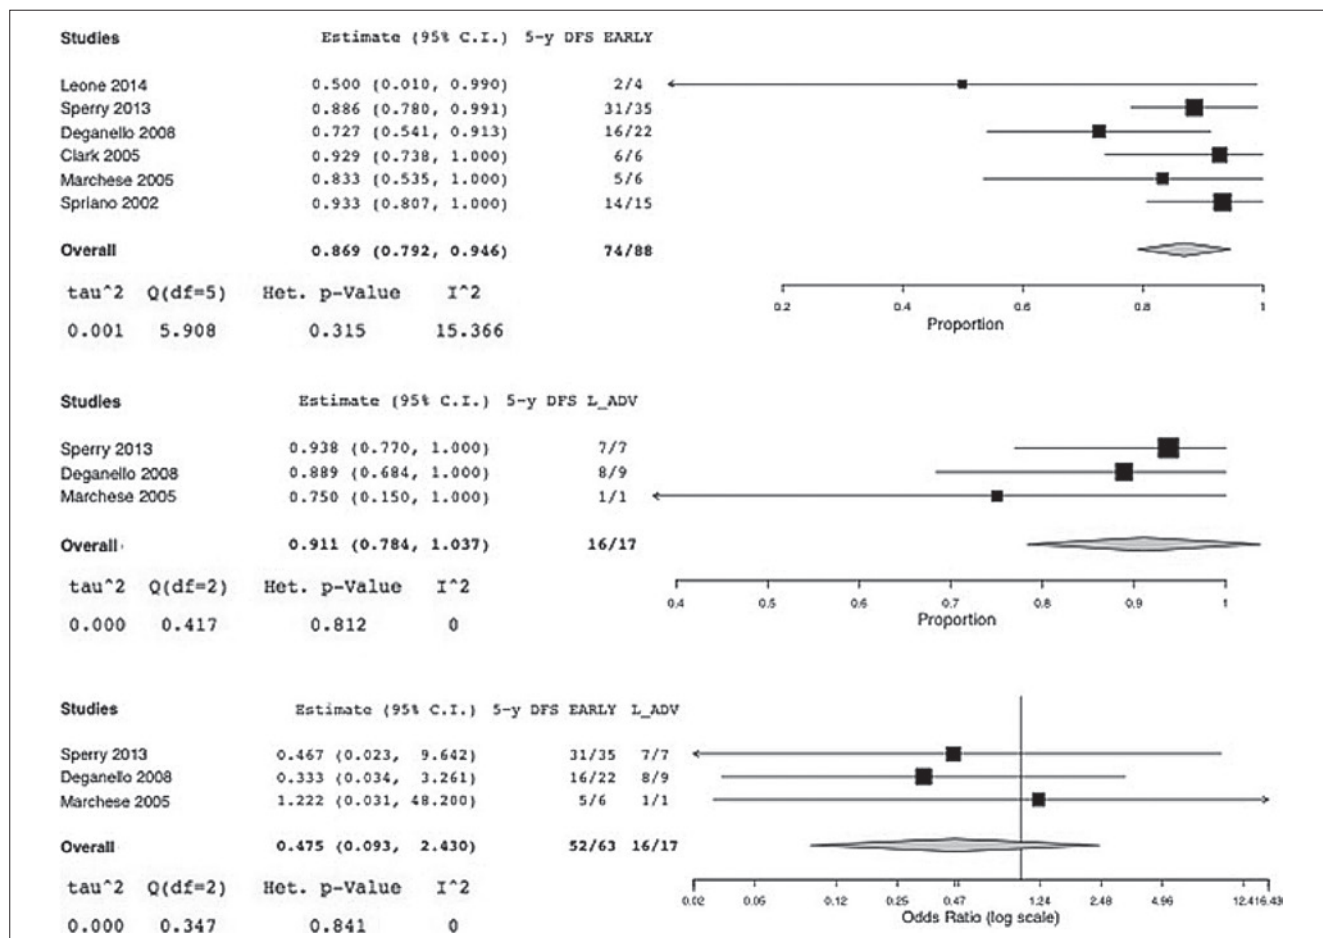 Studies Estimate (95% C.I.) 5-y DFS EARLY
Leone 2014 0.500 (0.010, 0.990) 2/4
Sperry 2013 0.886 (0.780, 0.991) 31/35
Deganello 2008 0.727 (0.541, 0.913) 16/22
Clark 2005 0.929 (0.738, 1.000) 6/6
Marchese 2005 0.833 (0.535, 1.000) 5/6
Spriano 2002 0.933 (0.807, 1.000) 14/15
Overall 0.869 (0.792, 0.946) 74/88
tau^2 Q(df=5) Het. p-Value I^2
0.001 5.908 0.315 15.366
0.2 0.4 0.6 0.8 1
Proportion
Studies Estimate (95% C.I.) 5-y DFS L_ADV
Sperry 2013 0.938 (0.770, 1.000) 7/7
Deganello 2008 0.889 (0.684, 1.000) 8/9
Marchese 2005 0.750 (0.150, 1.000) 1/1
Overall 0.911 (0.784, 1.037) 16/17
tau^2 Q(df=2) Het. p-Value I^2
0.000 0.417 0.812 0
0.4 0.5 0.6 0.7 0.8 0.9 1
Proportion
Studies Estimate (95% C.I.) 5-y DFS EARLY L_ADV
Sperry 2013 0.467 (0.023, 9.642) 31/35 7/7
Deganello 2008 0.333 (0.034, 3.261) 16/22 8/9
Marchese 2005 1.222 (0.031, 48.200) 5/6 1/1
Overall 0.475 (0.093, 2.430) 52/63 16/17
tau^2 Q(df=2) Het. p-Value I^2
0.000 0.347 0.841 0
0.02 0.05 0.12 0.25 0.47 1.24 2.48 4.96 12.416.43
Odds Ratio (log scale)